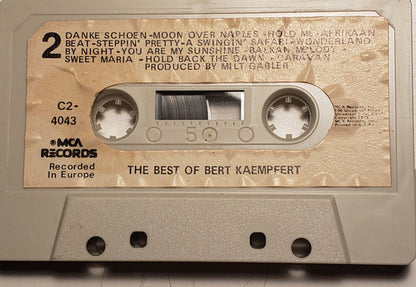 2 DANKE SCHOEN-MOON OVER NAPLES-HOLD ME-AFRIKAAN
BEAT-STEPPIN' PRETTY-A SWINGIN' SAFARI-WONDERLAND
BY NIGHT-YOU ARE MY SUNSHINE-BALKAN MELODY-
SWEET MARIA-HOLD BACK THE DAWN-CARAVAN
PRODUCED BY MILT GABLER
C2-
4043
MCA
RECORDS
Recorded
In Europe
50
MCA Records
THE BEST OF BERT KAEMPFERT